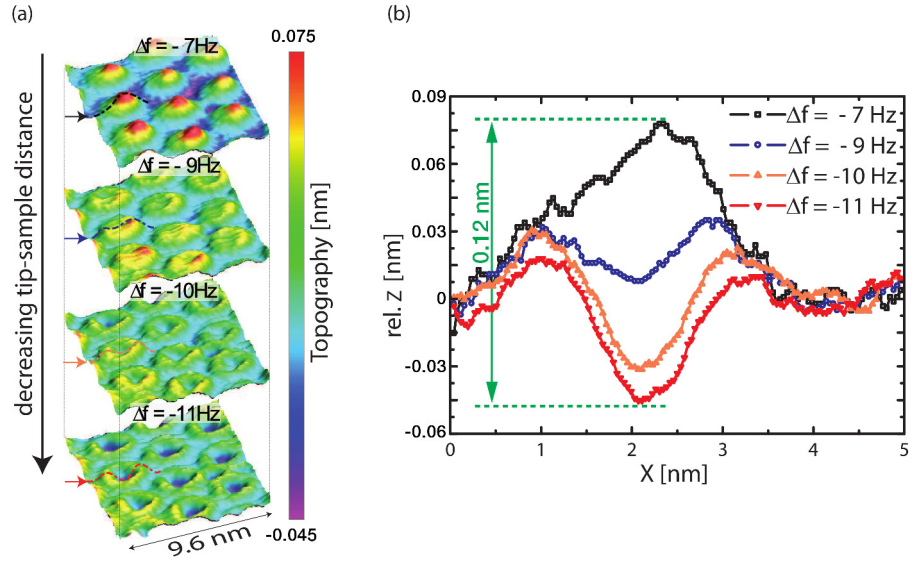 (a)
(b)
decreasing tip-sample distance
Δf = - 7Hz
Δf = - 9Hz
Δf = -10Hz
Δf = -11Hz
9.6 nm
0.075
Topography [nm]
-0.045
rel. z [nm]
0.09
0.06
0.03
0
-0.03
-0.06
0.12 nm
Δf = - 7 Hz
Δf = - 9 Hz
Δf = -10 Hz
Δf = -11 Hz
0 1 2 3 4 5
X [nm]